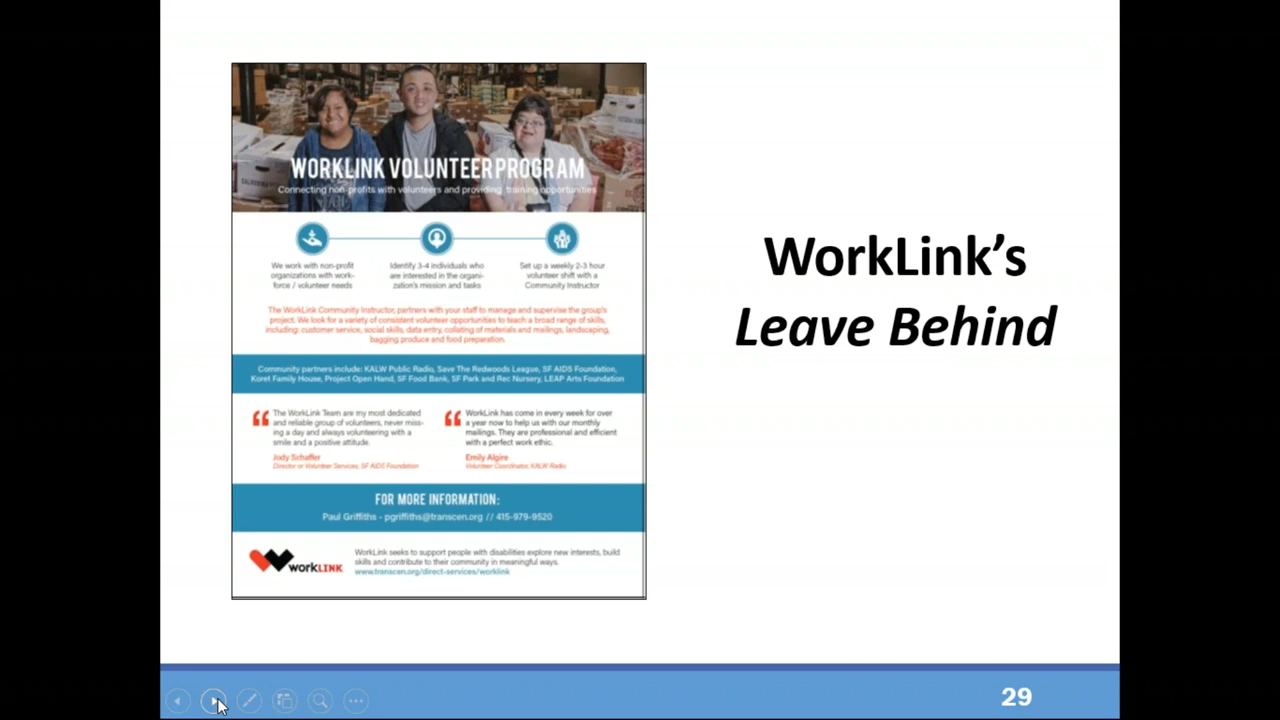 WORKLINK VOLUNTEER PROGRAM
Connecting non-profits with volunteers and providing training opportunities
We work with non-profit
organizations with work-
force / volunteer needs
Identify 3-4 individuals who
are interested in the organi-
zation's mission and tasks
Set up a weekly 2-3 hour
volunteer shift with a
Community Instructor
The WorkLink Community Instructor, partners with your staff to manage and supervise the group's
project. We look for a variety of consistent volunteer opportunities to teach a broad range of skills,
including: customer service, social skills, data entry, collating of materials and mailings, landscaping,
bagging produce and food preparation.
Community partners include: KALW Public Radio, Save The Redwoods League, SF AIDS Foundation,
Koret Family House, Project Open Hand, SF Food Bank, SF Park and Rec Nursery, LEAP Arts Foundation
The WorkLink Team are my most dedicated
and reliable group of volunteers, never miss-
ing a day and always volunteering with a
smile and a positive attitude.
Jody Schaffer
Director or Volunteer Services, SF AIDS Foundation
WorkLink has come in every week for over
a year now to help us with our monthly
mailings. They are professional and efficient
with a perfect work ethic.
Emily Algire
Volunteer Coordinator, KALW Radio
FOR MORE INFORMATION:
Paul Griffiths - pgriffiths@transcen.org // 415-979-9520
workLINK
WorkLink seeks to support people with disabilities explore new interests, build
skills and contribute to their community in meaningful ways.
www.transcen.org/direct-services/worklink
WorkLink's
Leave Behind
29